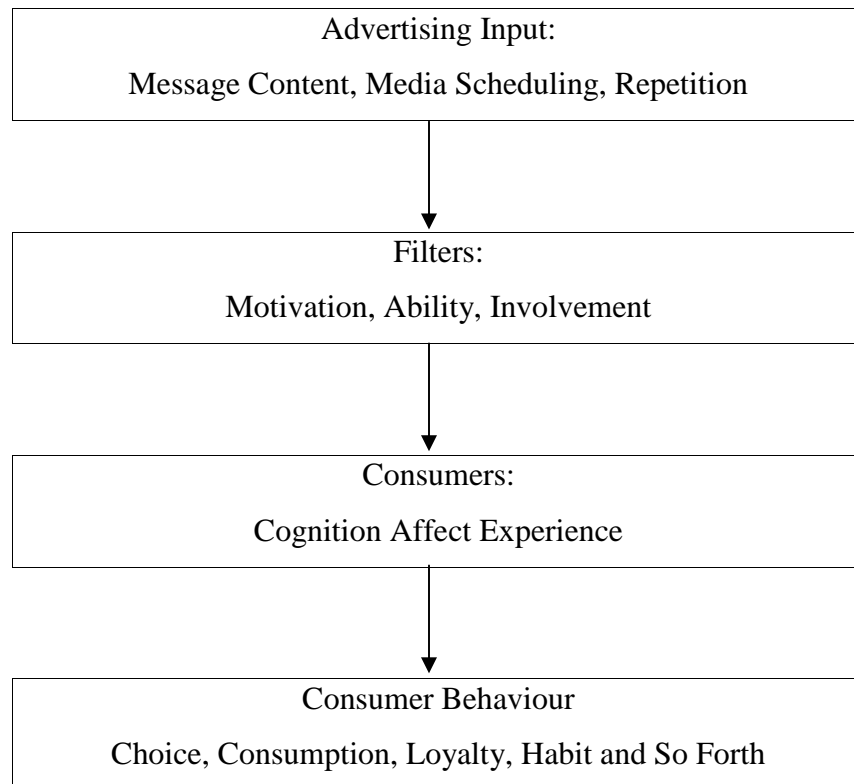 Advertising Input:
Message Content, Media Scheduling, Repetition
Filters:
Motivation, Ability, Involvement
Consumers:
Cognition Affect Experience
Consumer Behaviour
Choice, Consumption, Loyalty, Habit and So Forth